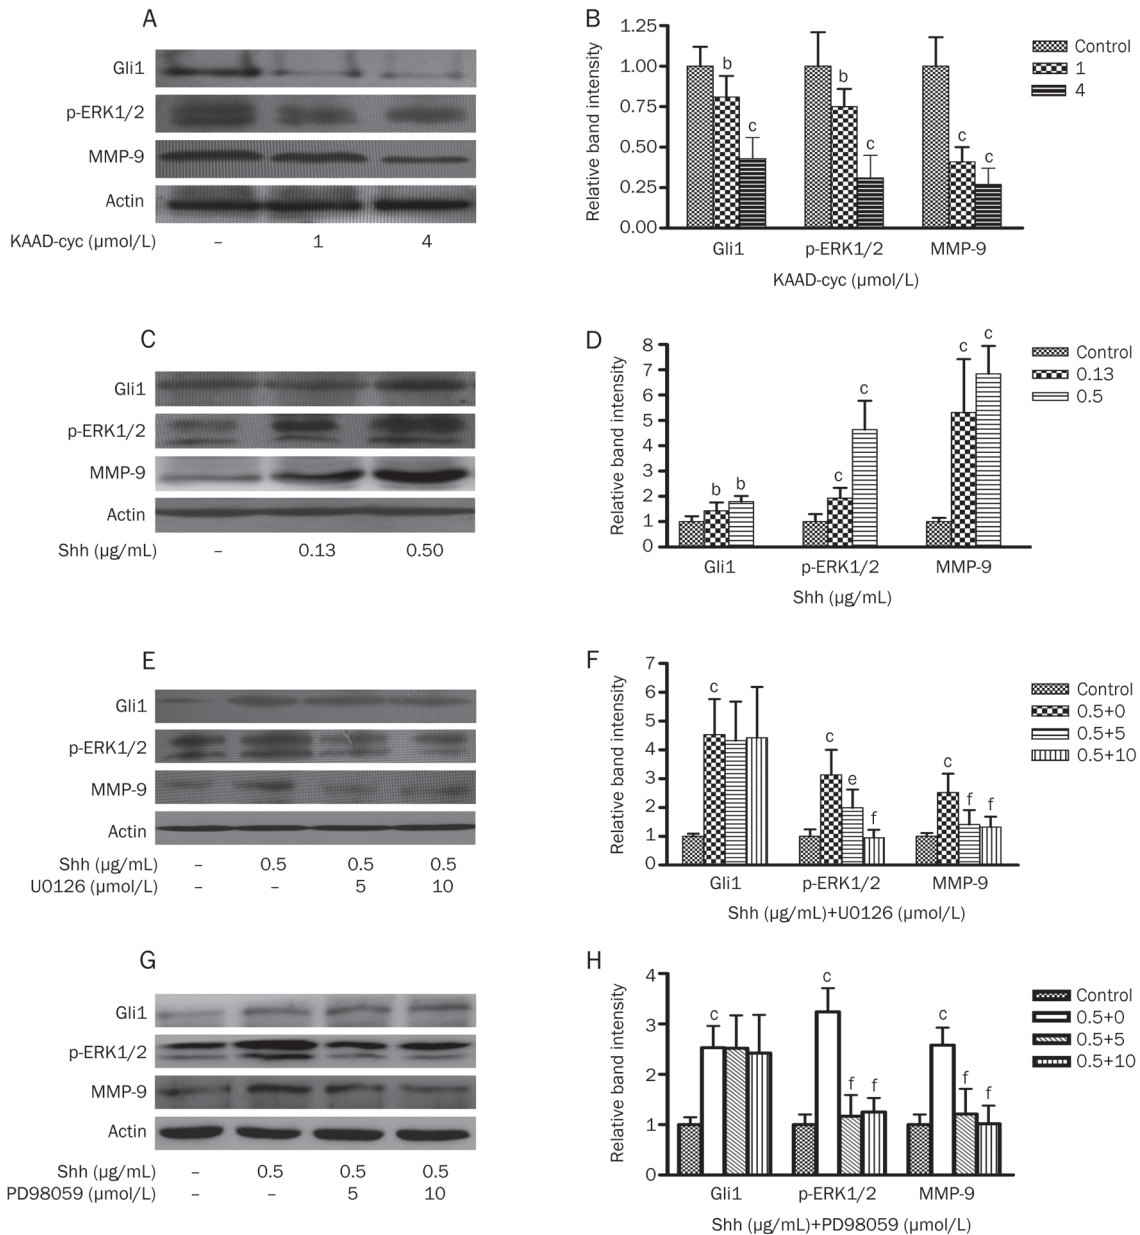 A
Gli1
p-ERK1/2
MMP-9
Actin
KAAD-cyc (µmol/L) – 1 4
B
Relative band intensity
1.25
1.00
0.75
0.50
0.25
0.00
b
c
b
c
c
c
Gli1 p-ERK1/2 MMP-9
KAAD-cyc (µmol/L)
Control
1
4
C
Gli1
p-ERK1/2
MMP-9
Actin
Shh (µg/mL) – 0.13 0.50
D
Relative band intensity
8
7
6
5
4
3
2
1
0
b
b
c
c
c
c
Gli1 p-ERK1/2 MMP-9
Shh (µg/mL)
Control
0.13
0.5
E
Gli1
p-ERK1/2
MMP-9
Actin
Shh (µg/mL) – 0.5 0.5 0.5
U0126 (µmol/L) – – 5 10
F
Relative band intensity
7
6
5
4
3
2
1
0
c
c
e
f
c
f
f
Gli1 p-ERK1/2 MMP-9
Shh (µg/mL)+U0126 (µmol/L)
Control
0.5+0
0.5+5
0.5+10
G
Gli1
p-ERK1/2
MMP-9
Actin
Shh (µg/mL) – 0.5 0.5 0.5
PD98059 (µmol/L) – – 5 10
H
Relative band intensity
4
3
2
1
0
c
c
f
f
c
f
f
Gli1 p-ERK1/2 MMP-9
Shh (µg/mL)+PD98059 (µmol/L)
Control
0.5+0
0.5+5
0.5+10